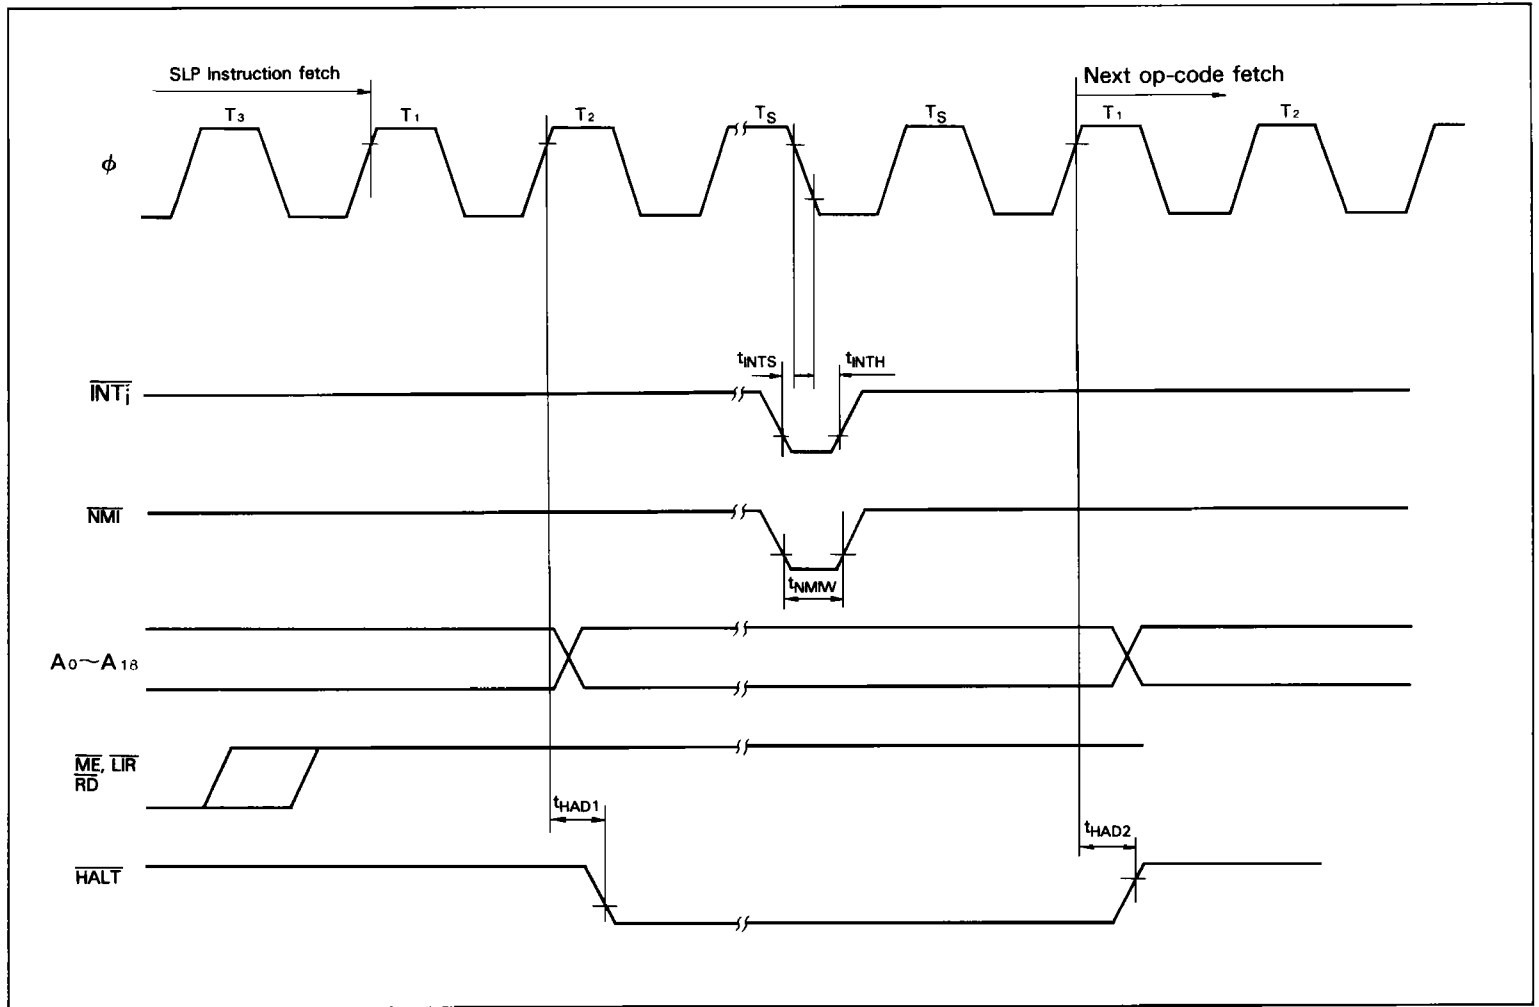 SLP Instruction fetch
Next op-code fetch
T3 T1 T2 TS TS T1 T2
ϕ
tINTS tINTH
INTi
NMI
tNMIW
A0~A18
ME, LIR
RD
tHAD1
tHAD2
HALT